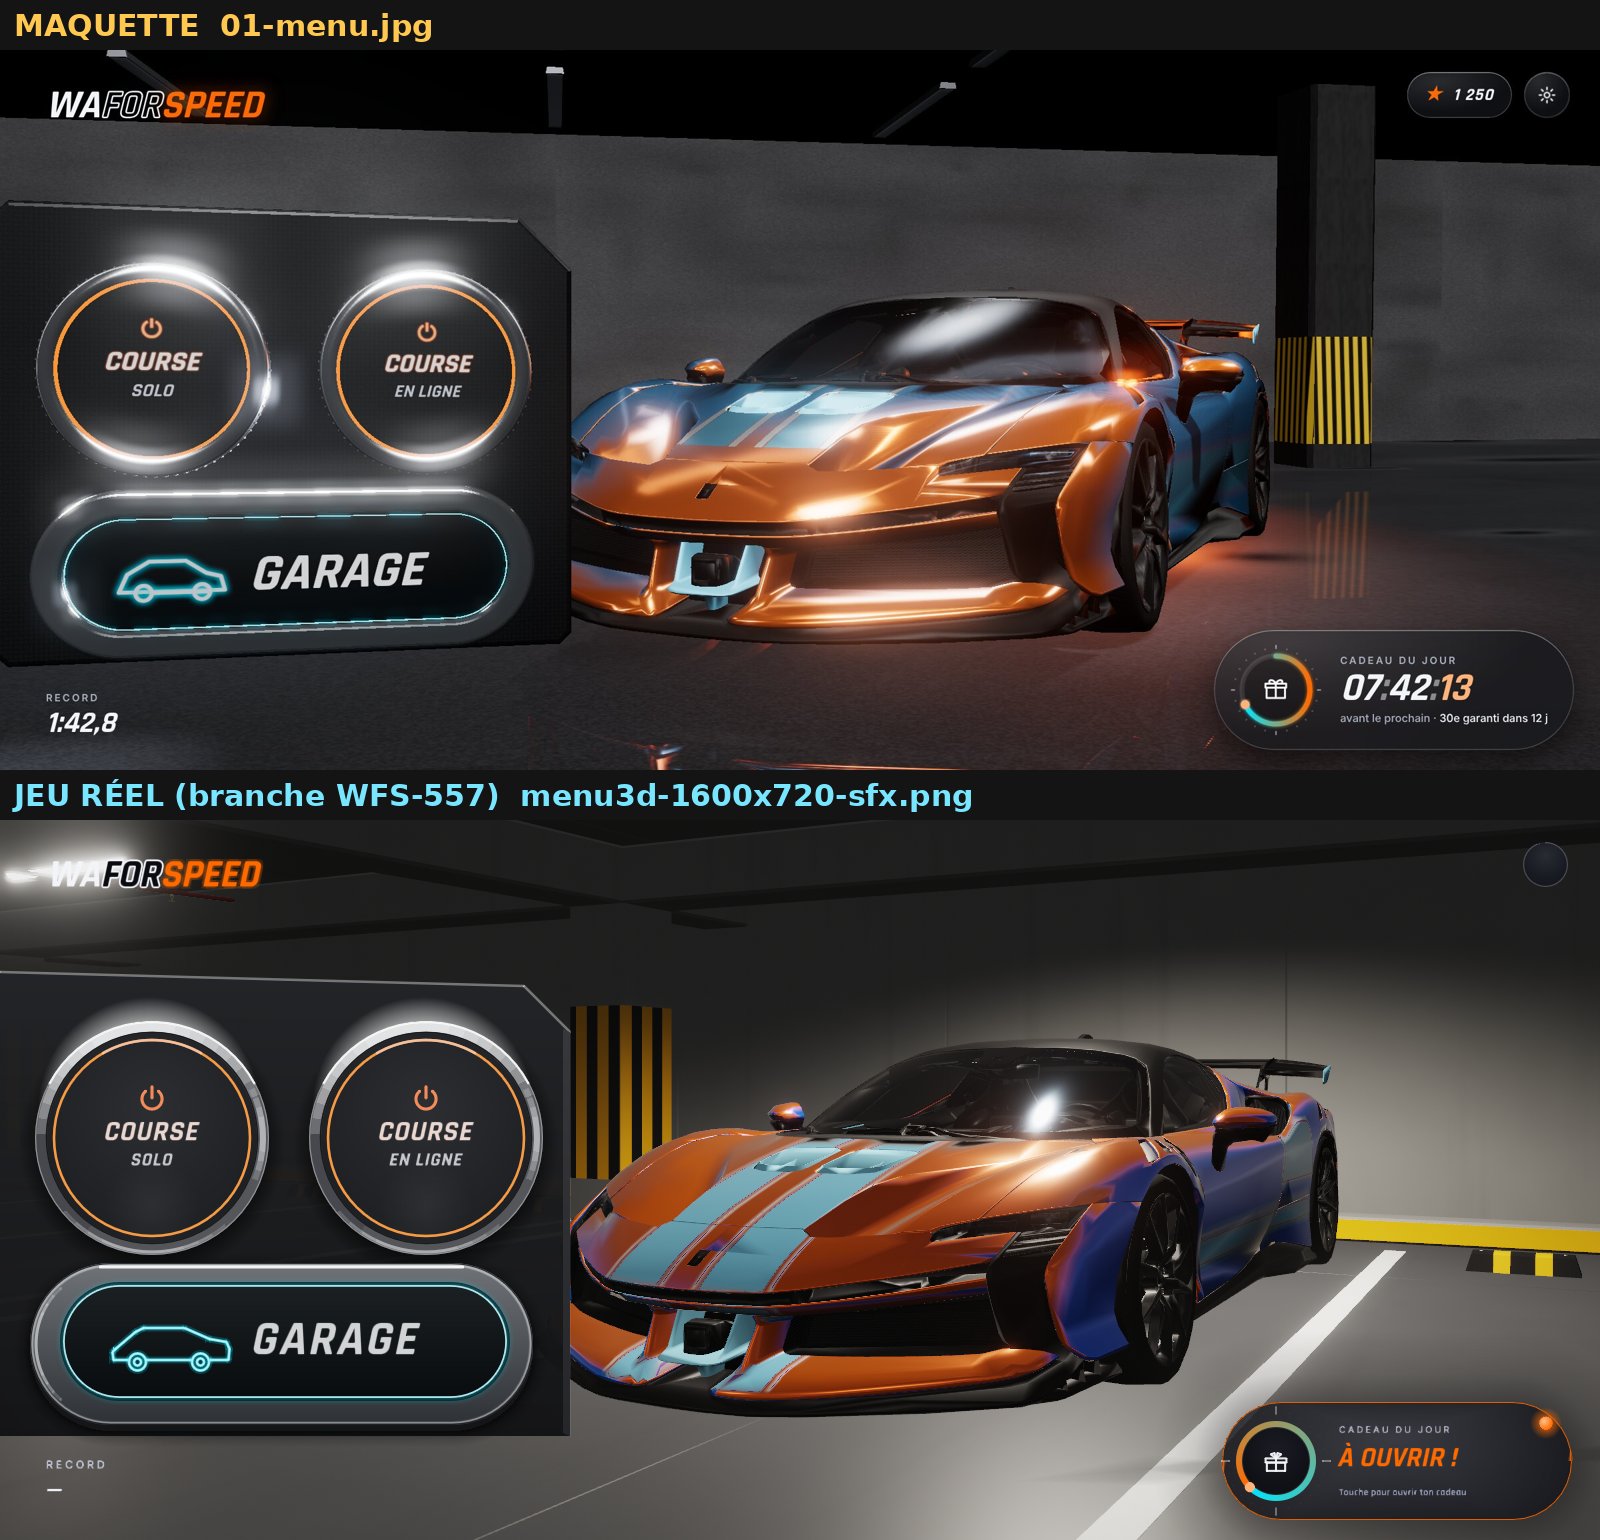 MAQUETTE 01-menu.jpg
WAFORSPEED
1 250
COURSE
SOLO
COURSE
EN LIGNE
GARAGE
RECORD
1:42,8
CADEAU DU JOUR
07:42:13
avant le prochain · 30e garanti dans 12 j
JEU RÉEL (branche WFS-557) menu3d-1600x720-sfx.png
WAFORSPEED
COURSE
SOLO
COURSE
EN LIGNE
GARAGE
RECORD
—
CADEAU DU JOUR
À OUVRIR !
Touche pour ouvrir ton cadeau